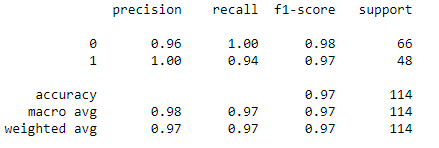 precision recall f1-score support
0 0.96 1.00 0.98 66
1 1.00 0.94 0.97 48
accuracy 0.97 114
macro avg 0.98 0.97 0.97 114
weighted avg 0.97 0.97 0.97 114